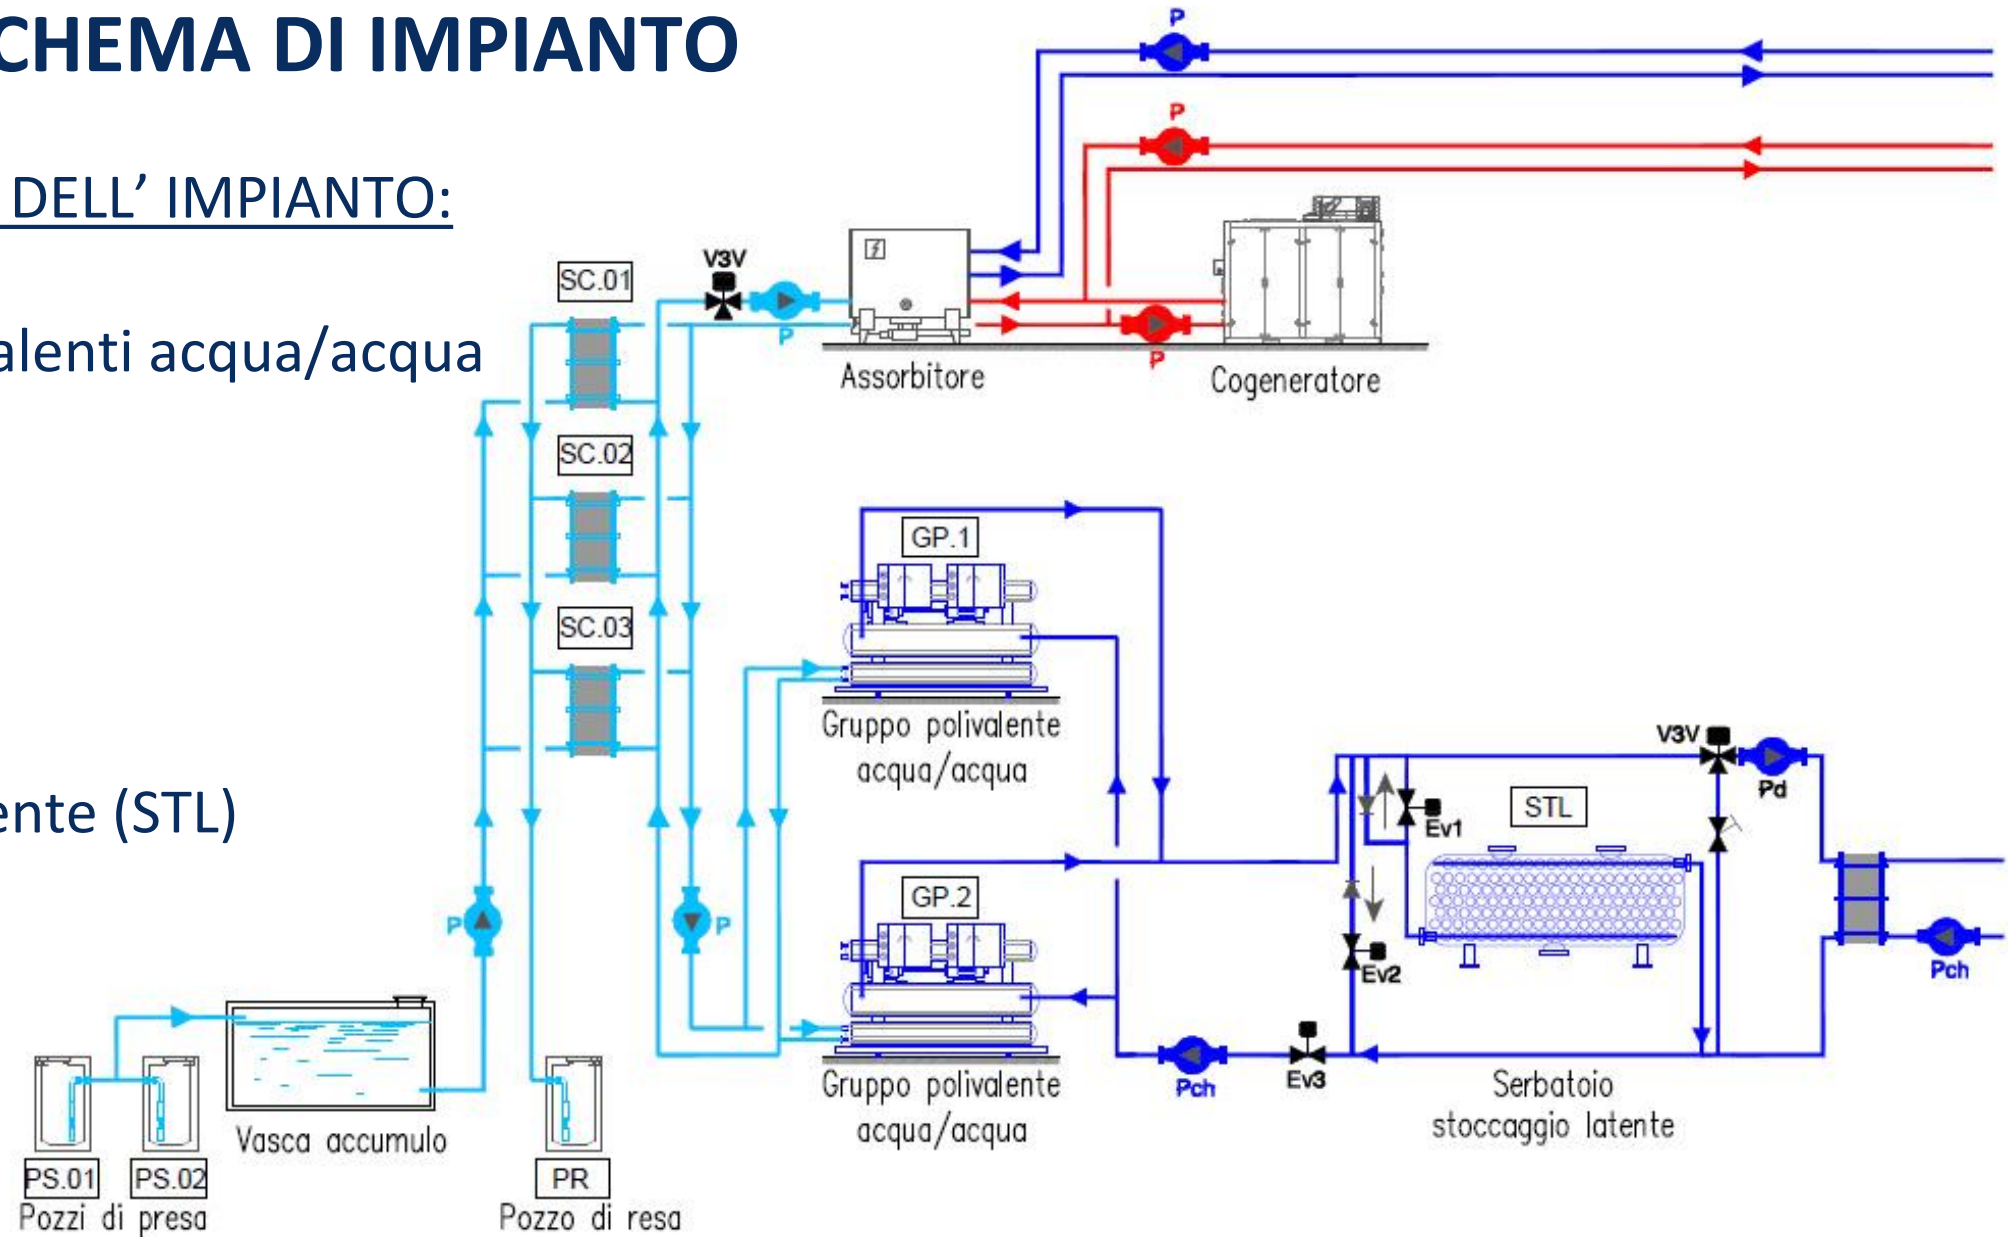 CHEMA DI IMPIANTO
DELL’ IMPIANTO:
alenti acqua/acqua
ente (STL)
P
P
V3V
P
P
SC.01
SC.02
SC.03
Assorbitore
Cogeneratore
GP.1
Gruppo polivalente
acqua/acqua
GP.2
Gruppo polivalente
acqua/acqua
P
P
V3V
Pd
Ev1
STL
Ev2
Pch
Pch
Ev3
Serbatoio
stoccaggio latente
Vasca accumulo
PS.01
PS.02
Pozzi di presa
PR
Pozzo di resa